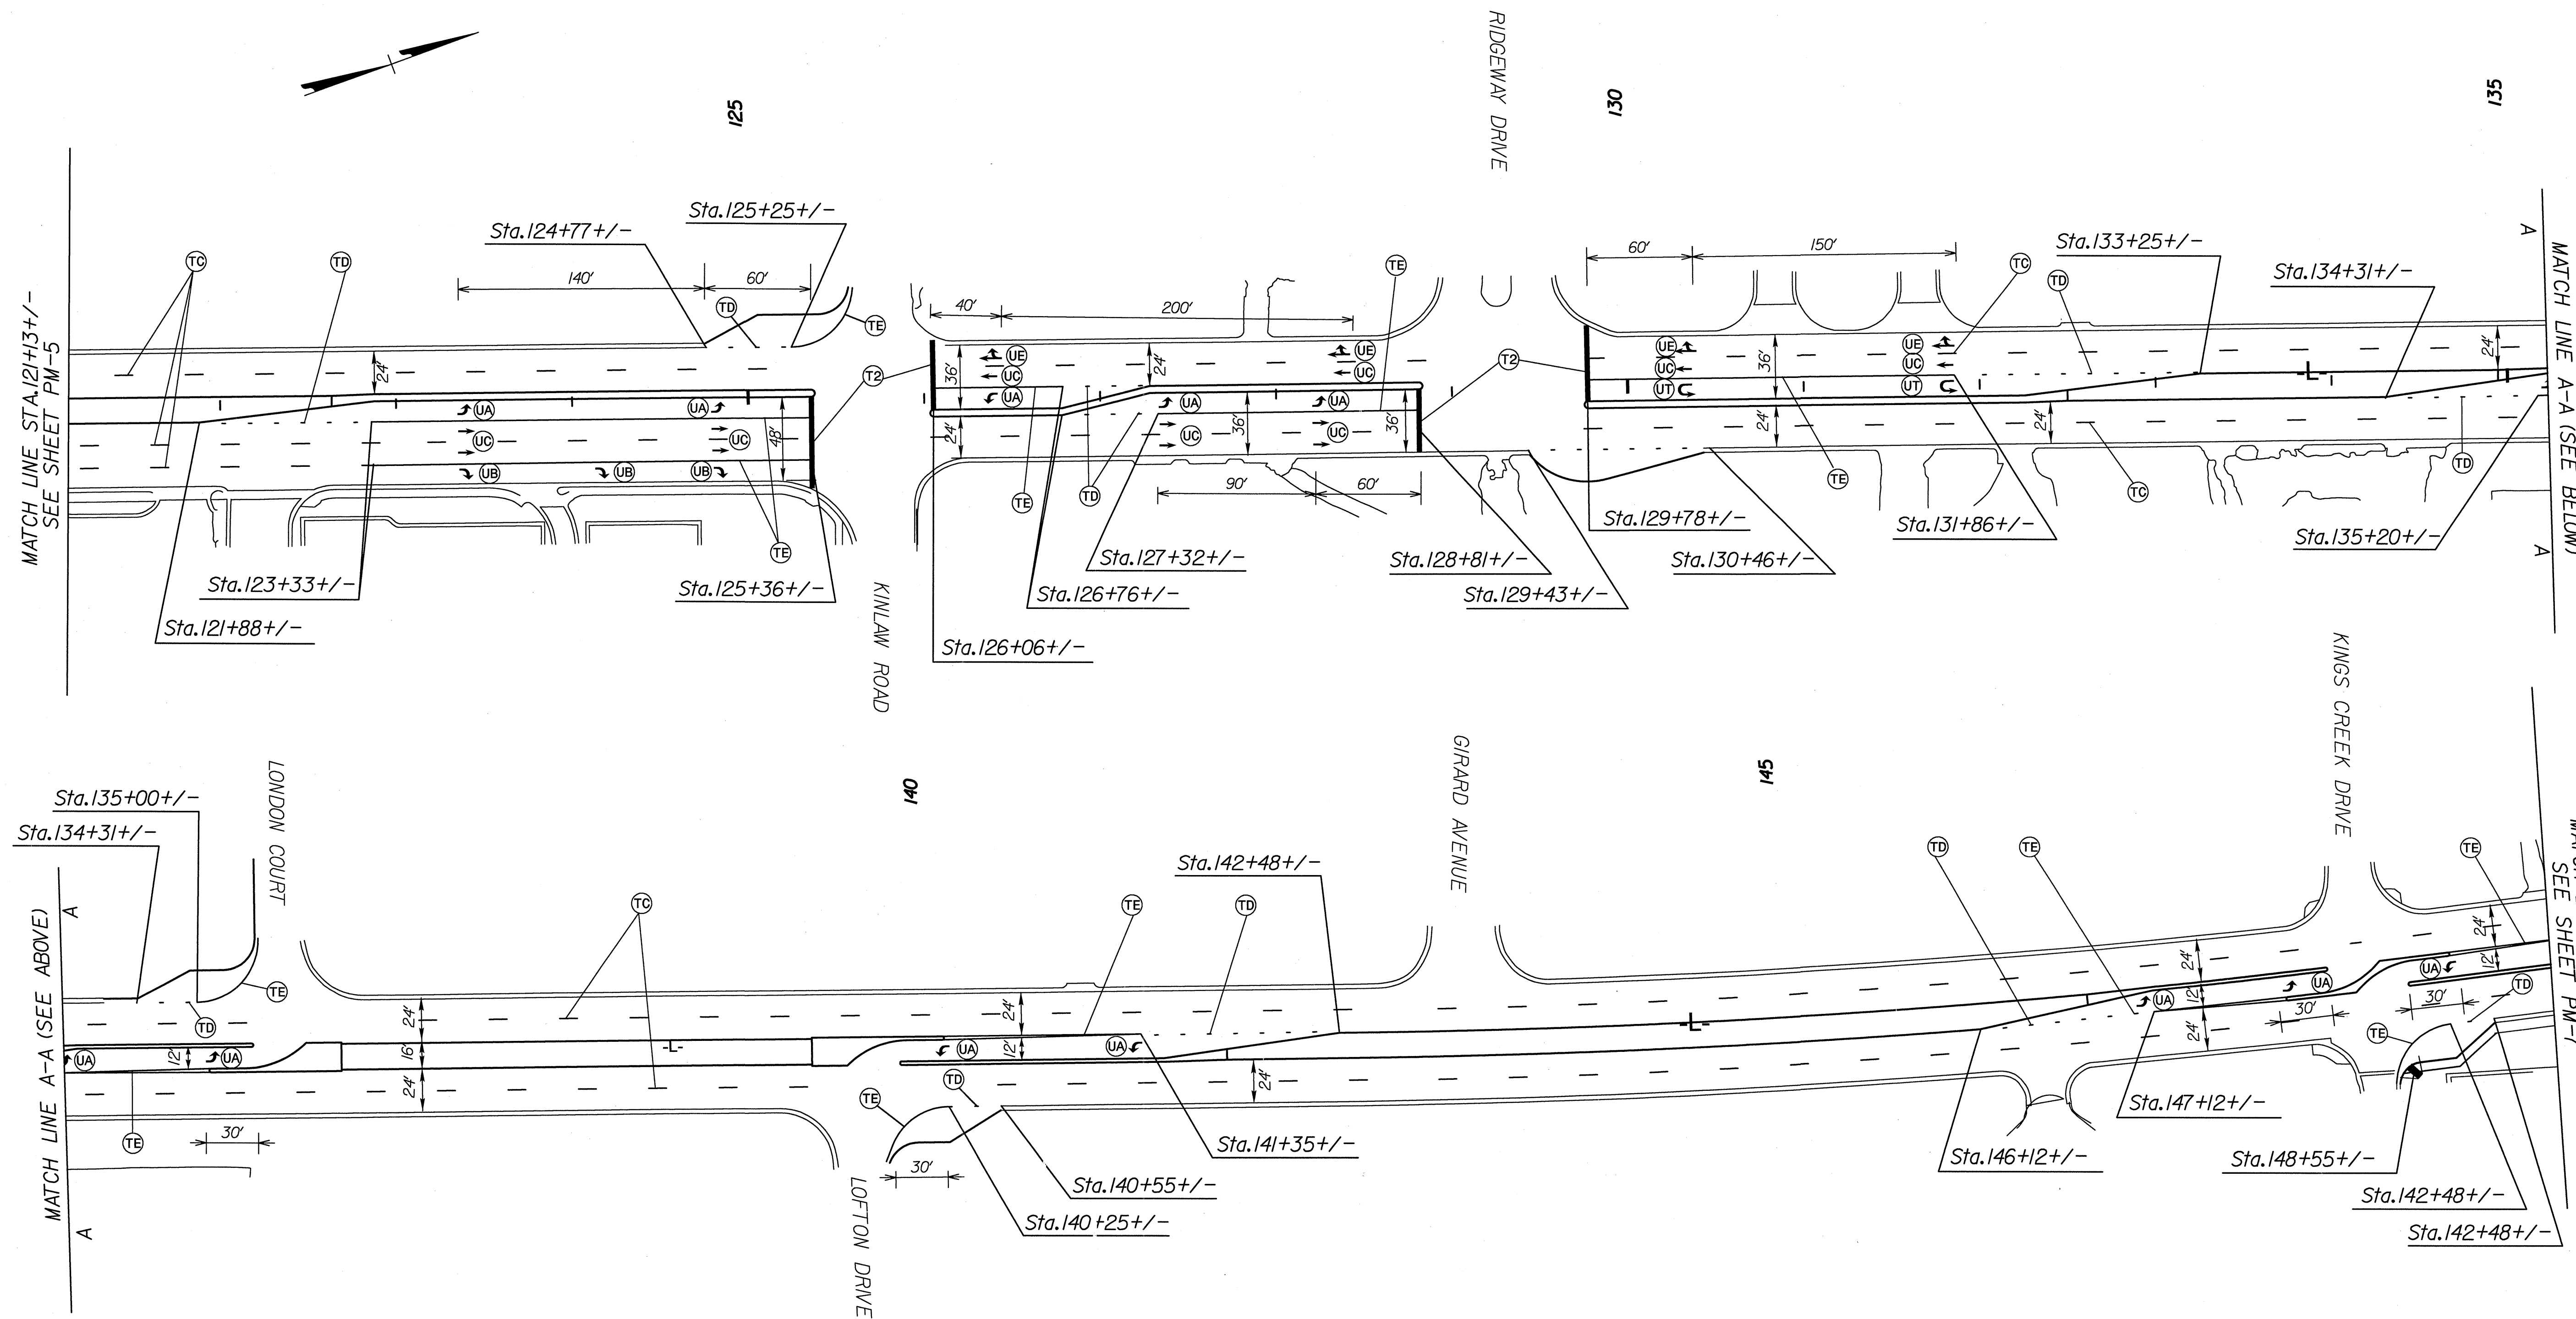 125
RIDGEWAY DRIVE
130
135
MATCH LINE STA.121+13+/-
SEE SHEET PM-5
TC
TD
Sta.124+77+/-
Sta.125+25+/-
140'
60'
TD
TE
24'
T2
UA
UA
UC
UC
48'
UB
UB
UB
TE
Sta.121+88+/-
Sta.123+33+/-
Sta.125+36+/-
KINLAW ROAD
40'
200'
TE
36'
24'
UE
UC
UA
24'
UE
UC
UA
UA
UC
UC
36'
36'
TE
TD
90'
60'
Sta.126+06+/-
Sta.126+76+/-
Sta.127+32+/-
Sta.128+81+/-
Sta.129+43+/-
T2
60'
150'
TC
TD
Sta.133+25+/-
Sta.134+31+/-
UE
UC
UT
36'
24'
UE
UC
UT
24'
-L-
24'
TD
TE
TC
Sta.129+78+/-
Sta.130+46+/-
Sta.131+86+/-
Sta.135+20+/-
A
A
MATCH LINE A-A (SEE BELOW)
MATCH LINE A-A (SEE ABOVE)
A
A
Sta.135+00+/-
Sta.134+31+/-
LONDON COURT
TE
TD
UA
12'
UA
TE
30'
24'
16'
24'
TC
-L-
140
LOFTON DRIVE
TE
TD
30'
24'
12'
UA
UA
TE
TD
24'
Sta.142+48+/-
Sta.141+35+/-
Sta.140+55+/-
Sta.140+25+/-
GIRARD AVENUE
145
-L-
TD
TE
KINGS CREEK DRIVE
TE
24'
12'
24'
UA
UA
30'
24'
12'
UA
30'
TD
TE
Sta.146+12+/-
Sta.147+12+/-
Sta.148+55+/-
Sta.142+48+/-
Sta.142+48+/-
SEE SHEET PM-7